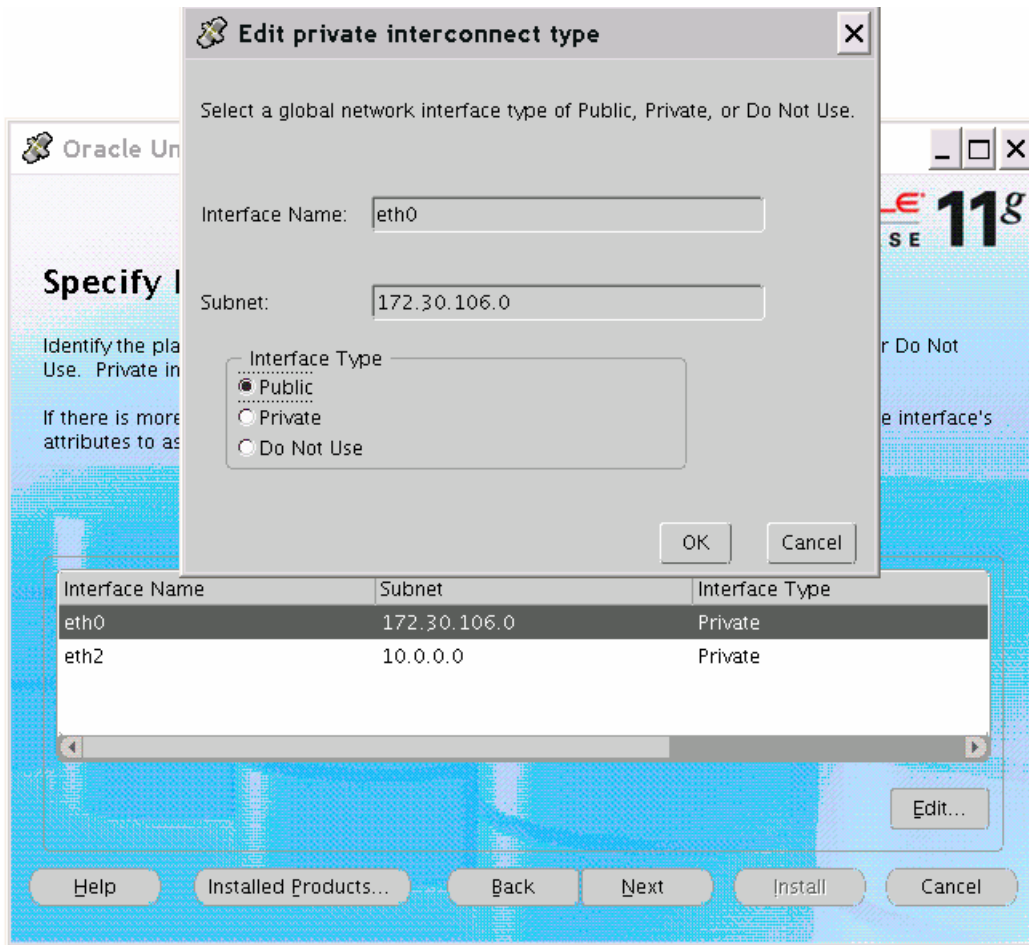 Edit private interconnect type
Select a global network interface type of Public, Private, or Do Not Use.
Interface Name: eth0
Subnet: 172.30.106.0
Interface Type
Public
Private
Do Not Use
OK Cancel
Oracle Un
11g
S E
Specify
Identify the pla r Do Not
Use. Private in
If there is more e interface's
attributes to as
Interface Name Subnet Interface Type
eth0 172.30.106.0 Private
eth2 10.0.0.0 Private
Edit...
Help Installed Products... Back Next Install Cancel